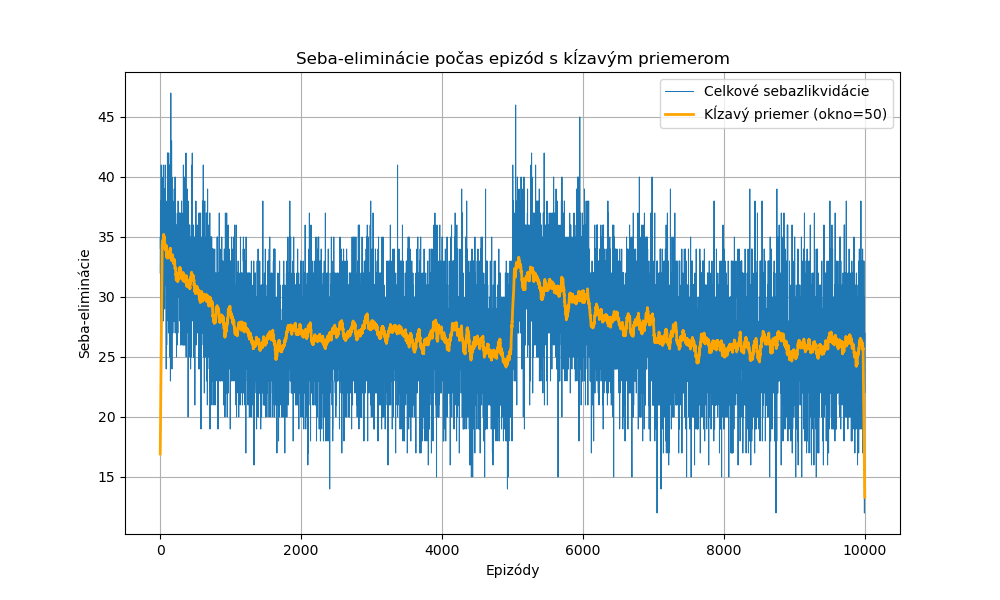 Seba-eliminácie počas epizód s kĺzavým priemerom
Celkové sebazlikvidácie
Kĺzavý priemer (okno=50)
Seba-eliminácie
45
40
35
30
25
20
15
0
2000
4000
6000
8000
10000
Epizódy